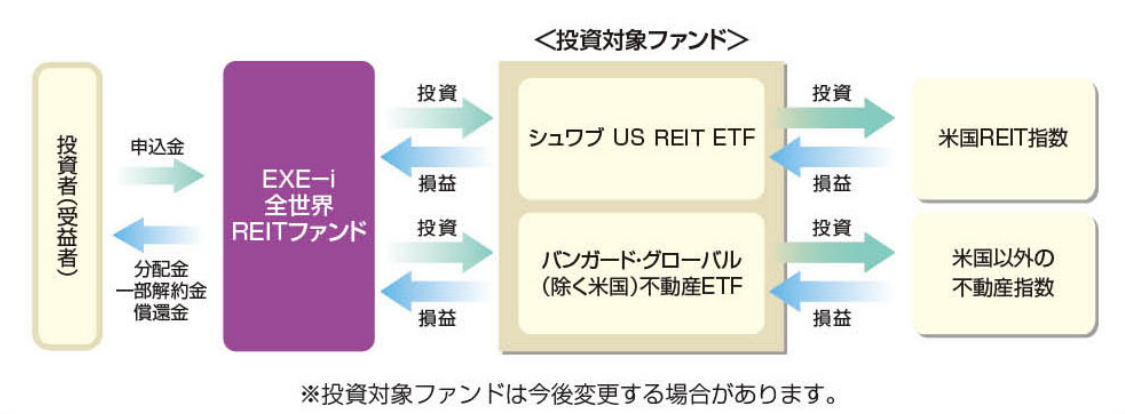 <投資対象ファンド>
投資者(受益者)
申込金
分配金
一部解約金
償還金
EXE−i
全世界
REITファンド
投資
損益
投資
損益
シュワブ US REIT ETF
バンガード・グローバル
(除く米国)不動産ETF
投資
損益
投資
損益
米国REIT指数
米国以外の
不動産指数
※投資対象ファンドは今後変更する場合があります。